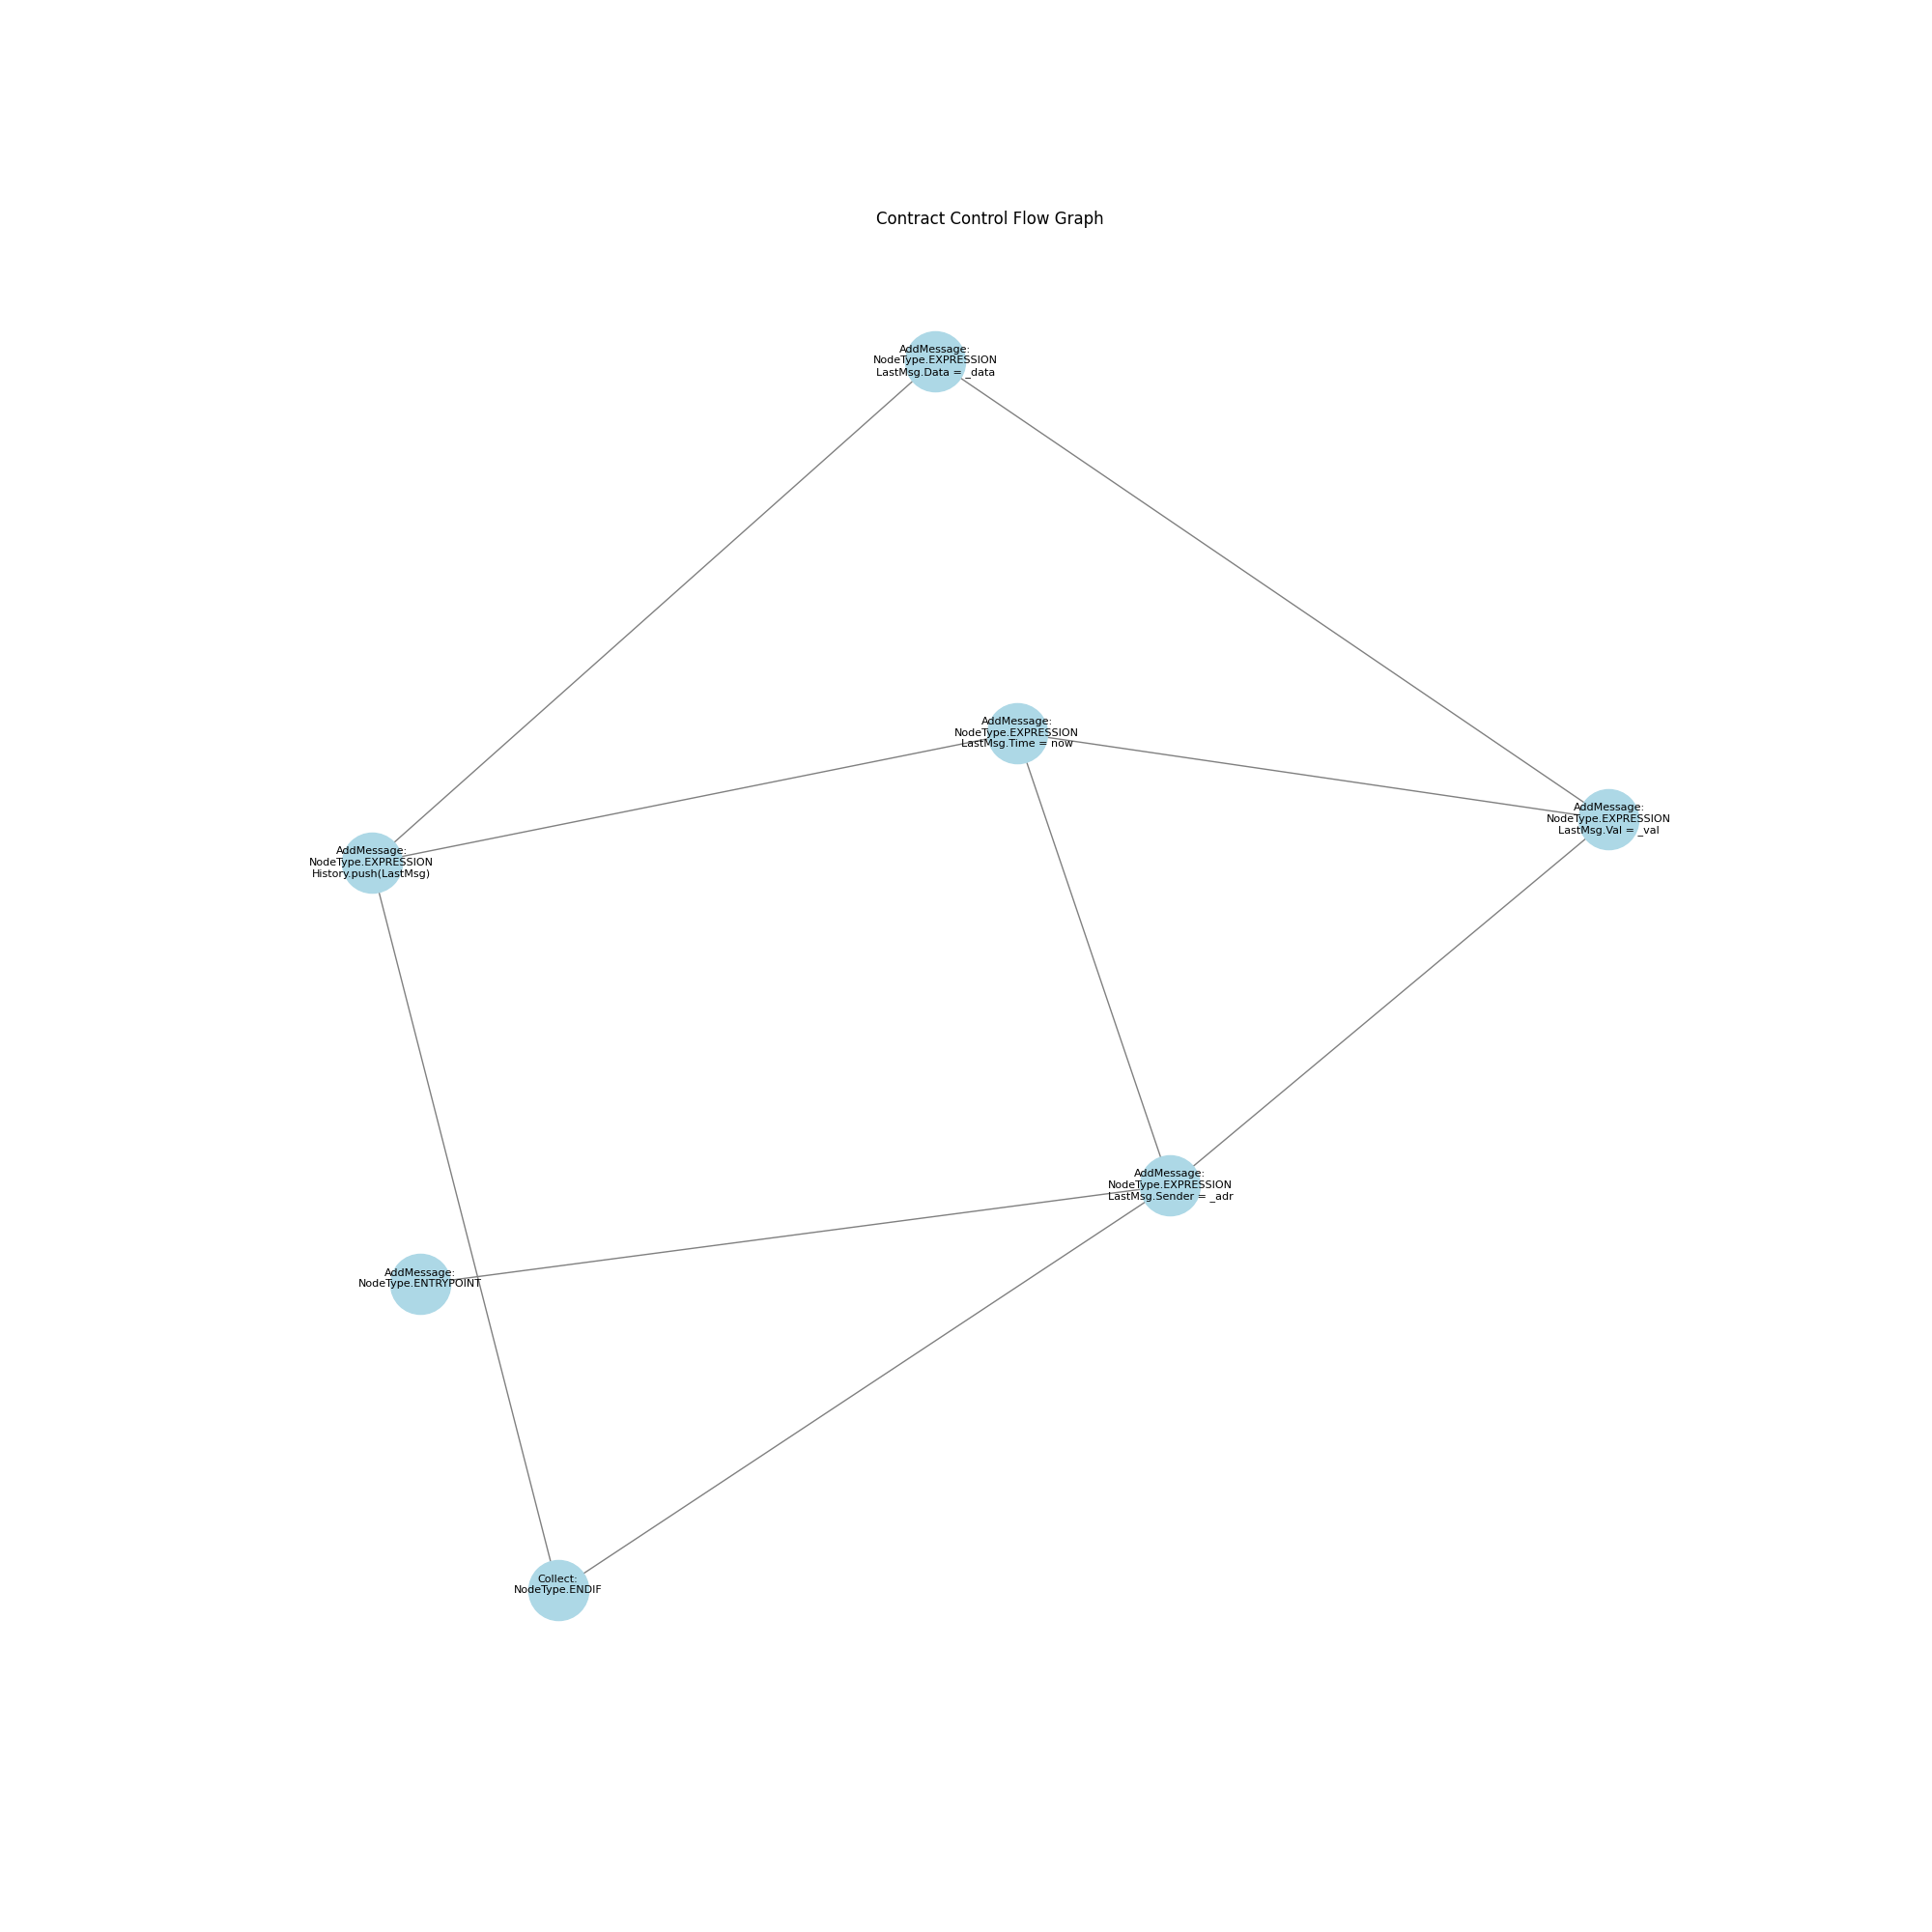 Contract Control Flow Graph
AddMessage:
NodeType.EXPRESSION
LastMsg.Data = _data
AddMessage:
NodeType.EXPRESSION
LastMsg.Time = now
AddMessage:
NodeType.EXPRESSION
LastMsg.Val = _val
AddMessage:
NodeType.EXPRESSION
History.push(LastMsg)
AddMessage:
NodeType.EXPRESSION
LastMsg.Sender = _adr
AddMessage:
NodeType.ENTRYPOINT
Collect:
NodeType.ENDIF